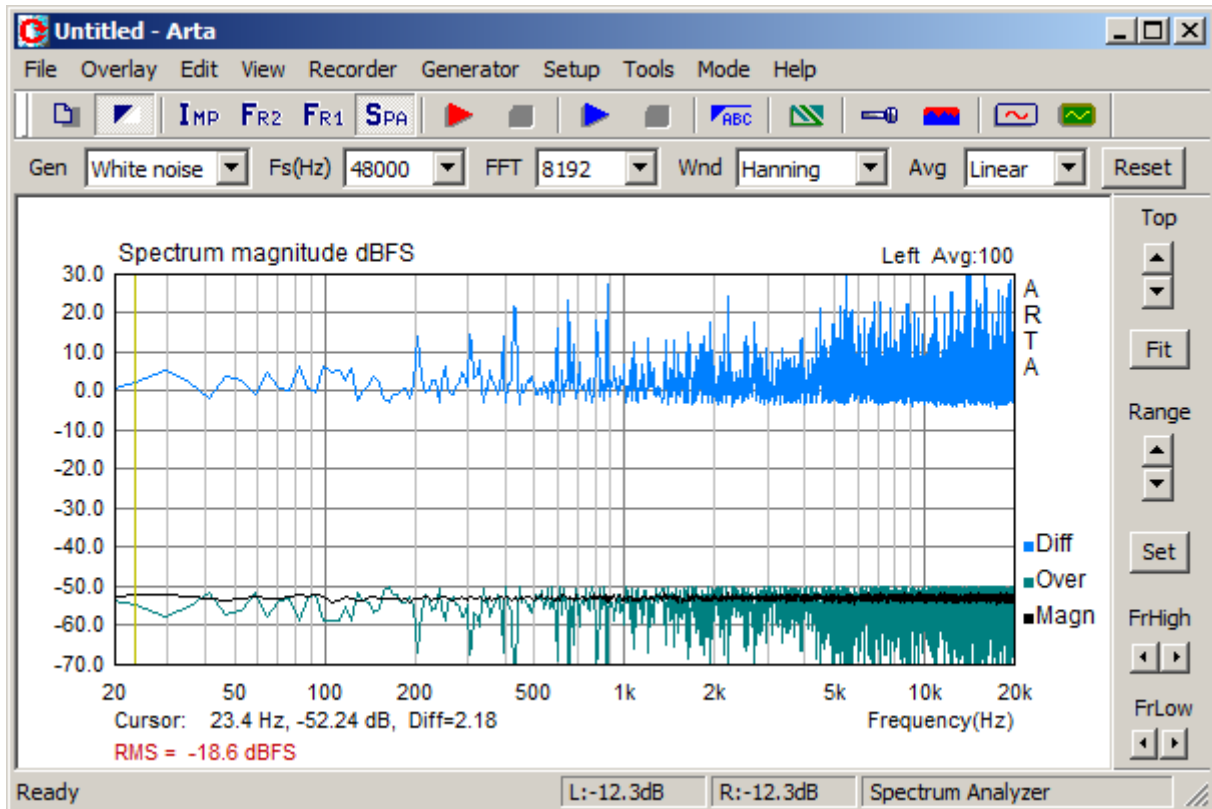 Untitled - Arta
File Overlay Edit View Recorder Generator Setup Tools Mode Help
IMP FR2 FR1 SPA ABC
Gen White noise Fs(Hz) 48000 FFT 8192 Wnd Hanning Avg Linear Reset
Spectrum magnitude dBFS
Left Avg:100
30.0
20.0
10.0
0.0
-10.0
-20.0
-30.0
-40.0
-50.0
-60.0
-70.0
A
R
T
A
Diff
Over
Magn
20 50 100 200 500 1k 2k 5k 10k 20k
Cursor: 23.4 Hz, -52.24 dB, Diff=2.18
Frequency(Hz)
RMS = -18.6 dBFS
Top
Fit
Range
Set
FrHigh
FrLow
Ready
L:-12.3dB
R:-12.3dB
Spectrum Analyzer